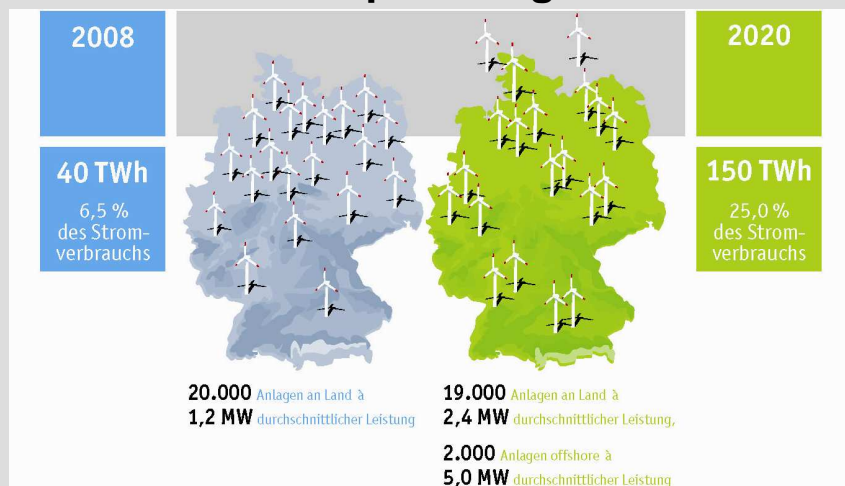 2008
2020
40 TWh
6,5 %
des Strom-
verbrauchs
150 TWh
25,0 %
des Strom-
verbrauchs
20.000 Anlagen an Land à
1,2 MW durchschnittlicher Leistung
19.000 Anlagen an Land à
2,4 MW durchschnittlicher Leistung,
2.000 Anlagen offshore à
5,0 MW durchschnittlicher Leistung